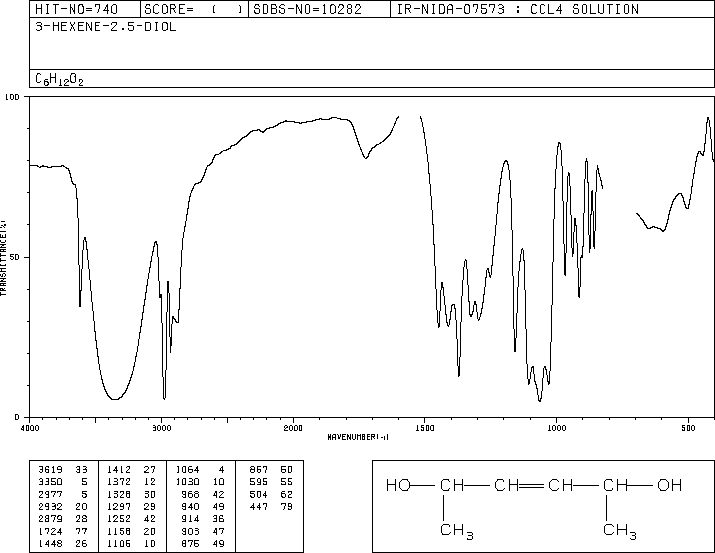 HIT-NO=740 SCORE= ( ) SDBS-NO=10282 IR-NIDA-07573 : CCL4 SOLUTION
3-HEXENE-2.5-DIOL
C6H12O2
100
TRANSMITTANCE(%)
50
0
4000 3000 2000 1500 1000 500
WAVENUMBER(-1)
3619 33 1412 27 1064 4 867 60
3350 5 1372 12 1030 10 595 55
2977 5 1328 30 968 42 504 62
2932 20 1297 29 940 49 447 79
2879 28 1252 42 914 36
1724 77 1158 20 903 47
1448 26 1106 10 876 49
HO CH CH CH CH OH
CH3 CH3